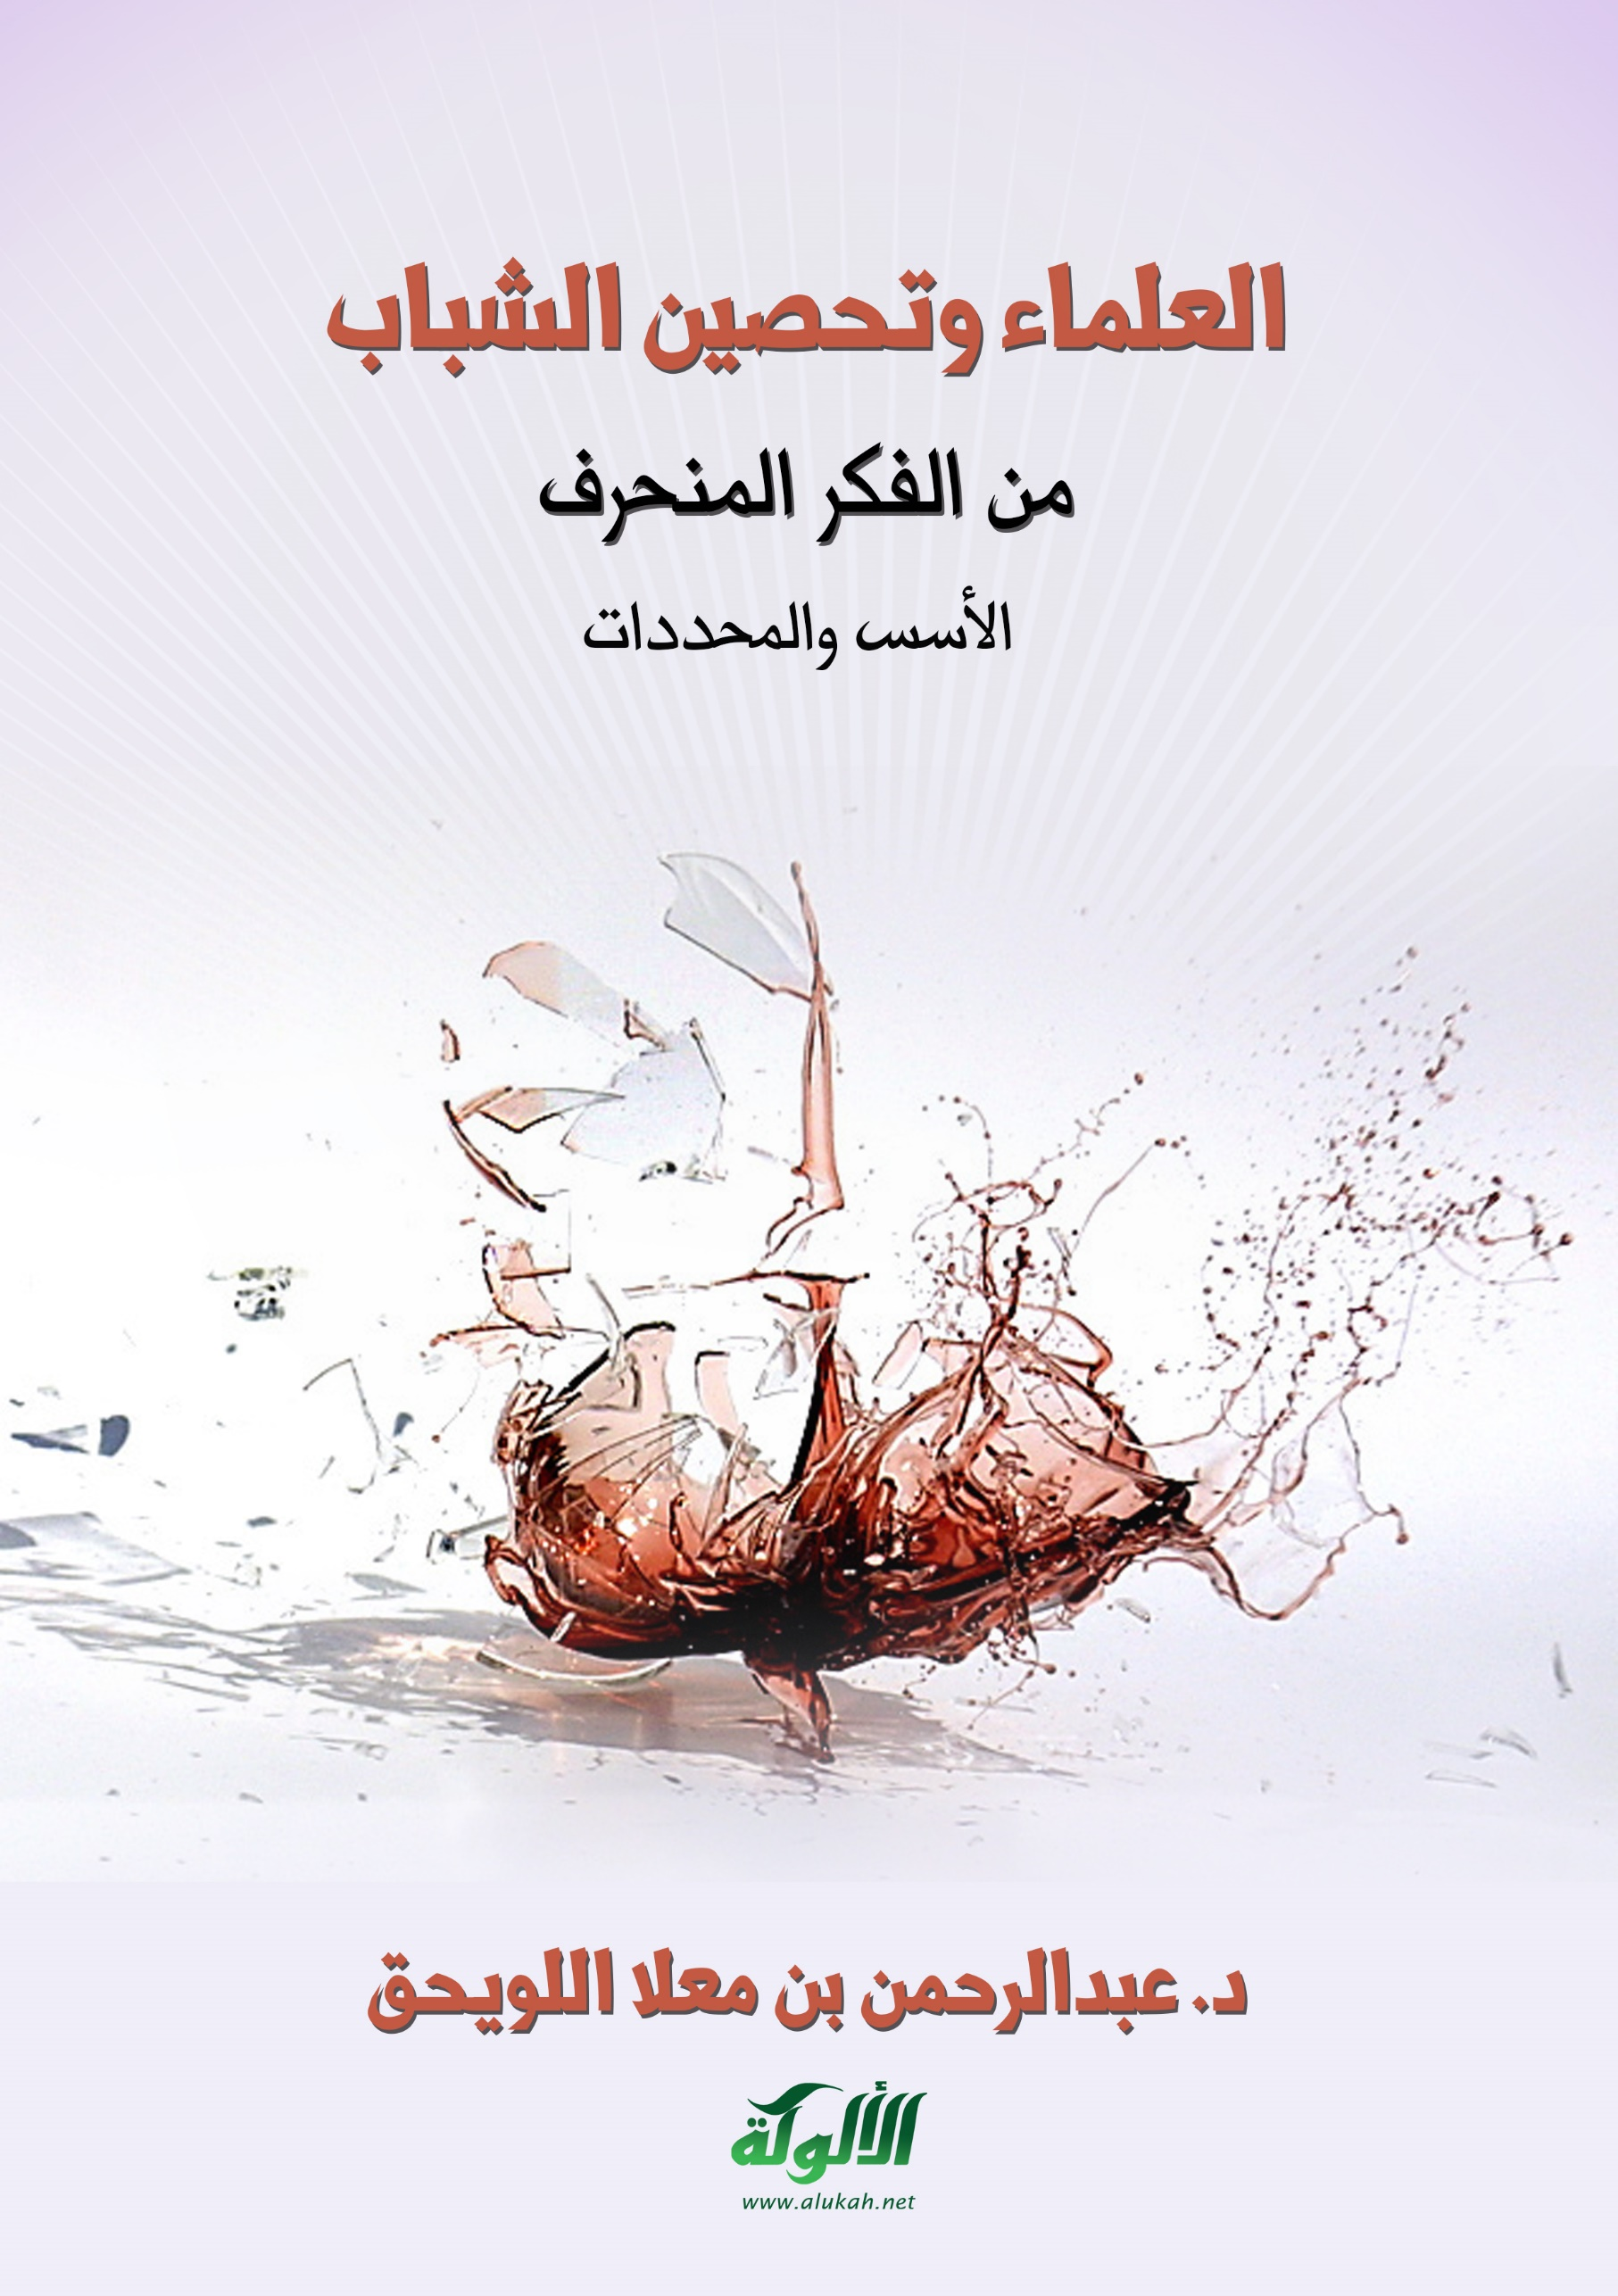 العلماء وتحصين الشباب
من الفكر المنحرف
الأسس والمحددات
د. عبدالرحمن بن معلا اللويحق
الألوكة
www.alukah.net